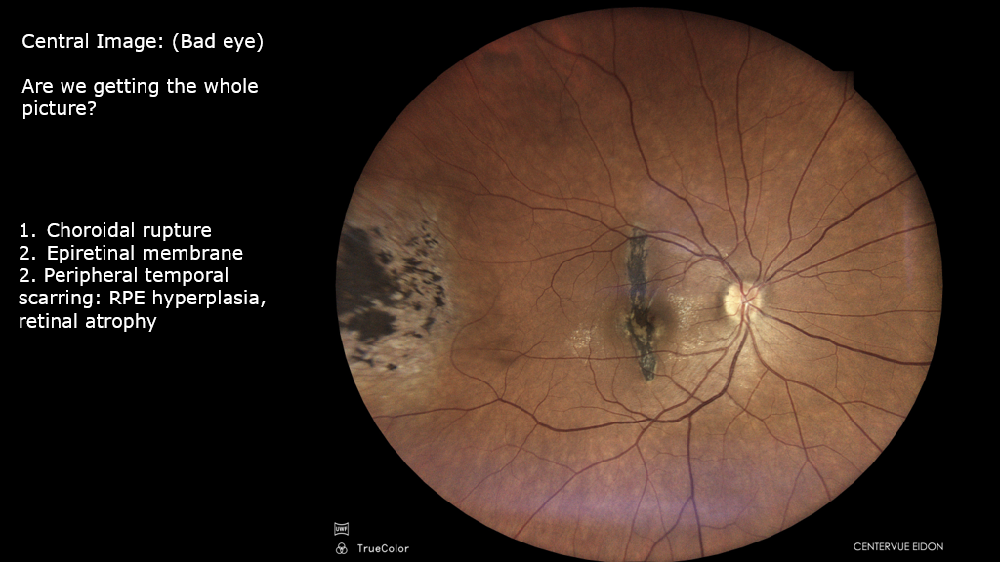 Central Image: (Bad eye)
Are we getting the whole
picture?
1. Choroidal rupture
2. Epiretinal membrane
2. Peripheral temporal
scarring: RPE hyperplasia,
retinal atrophy
UWF
TrueColor
CENTERVUE EIDON